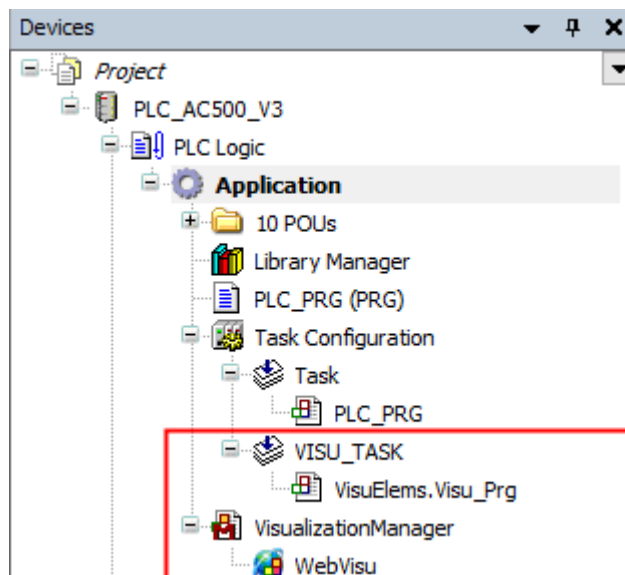 Devices
Project
PLC_AC500_V3
PLC Logic
Application
10 POUs
Library Manager
PLC_PRG (PRG)
Task Configuration
Task
PLC_PRG
VISU_TASK
VisuElems.Visu_Prg
VisualizationManager
WebVisu